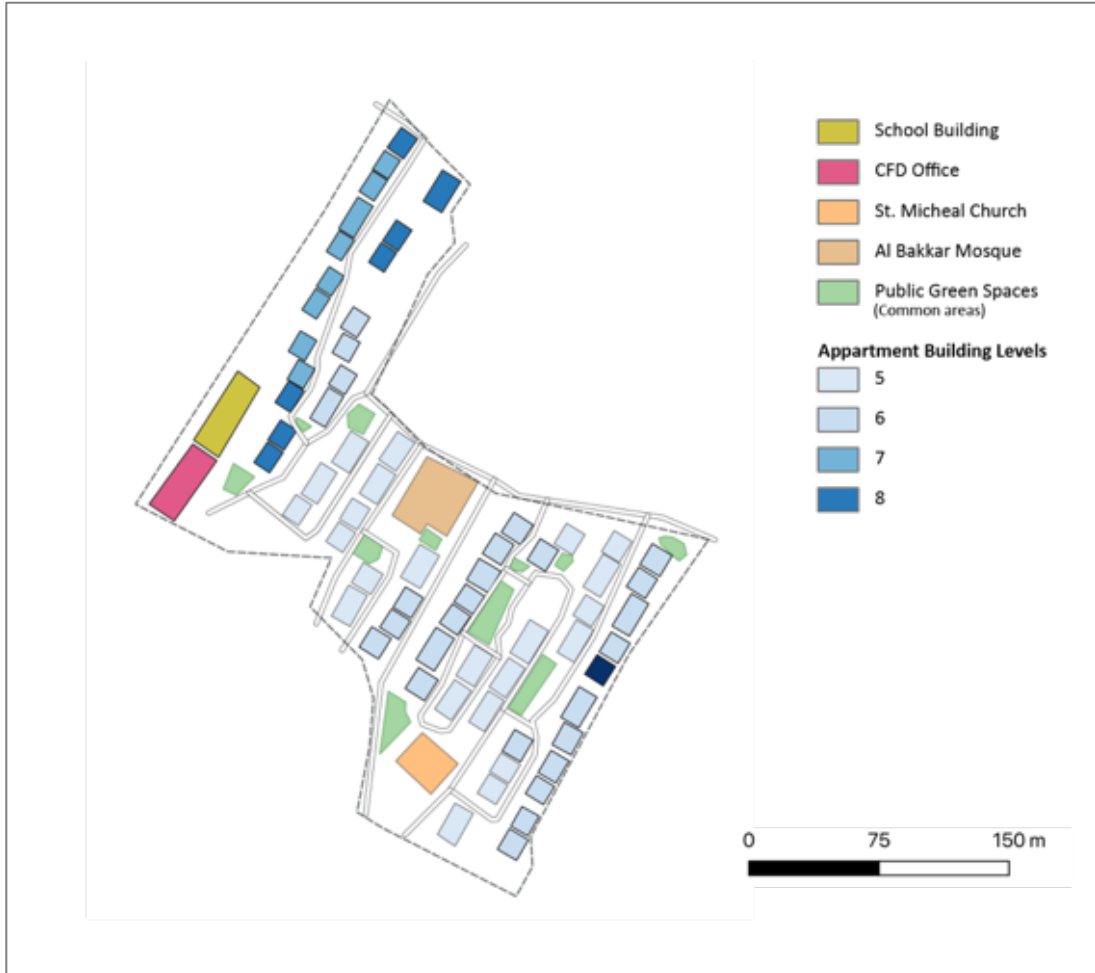 School Building
CFD Office
St. Micheal Church
Al Bakkar Mosque
Public Green Spaces
(Common areas)
Appartment Building Levels
5
6
7
8
0 75 150 m